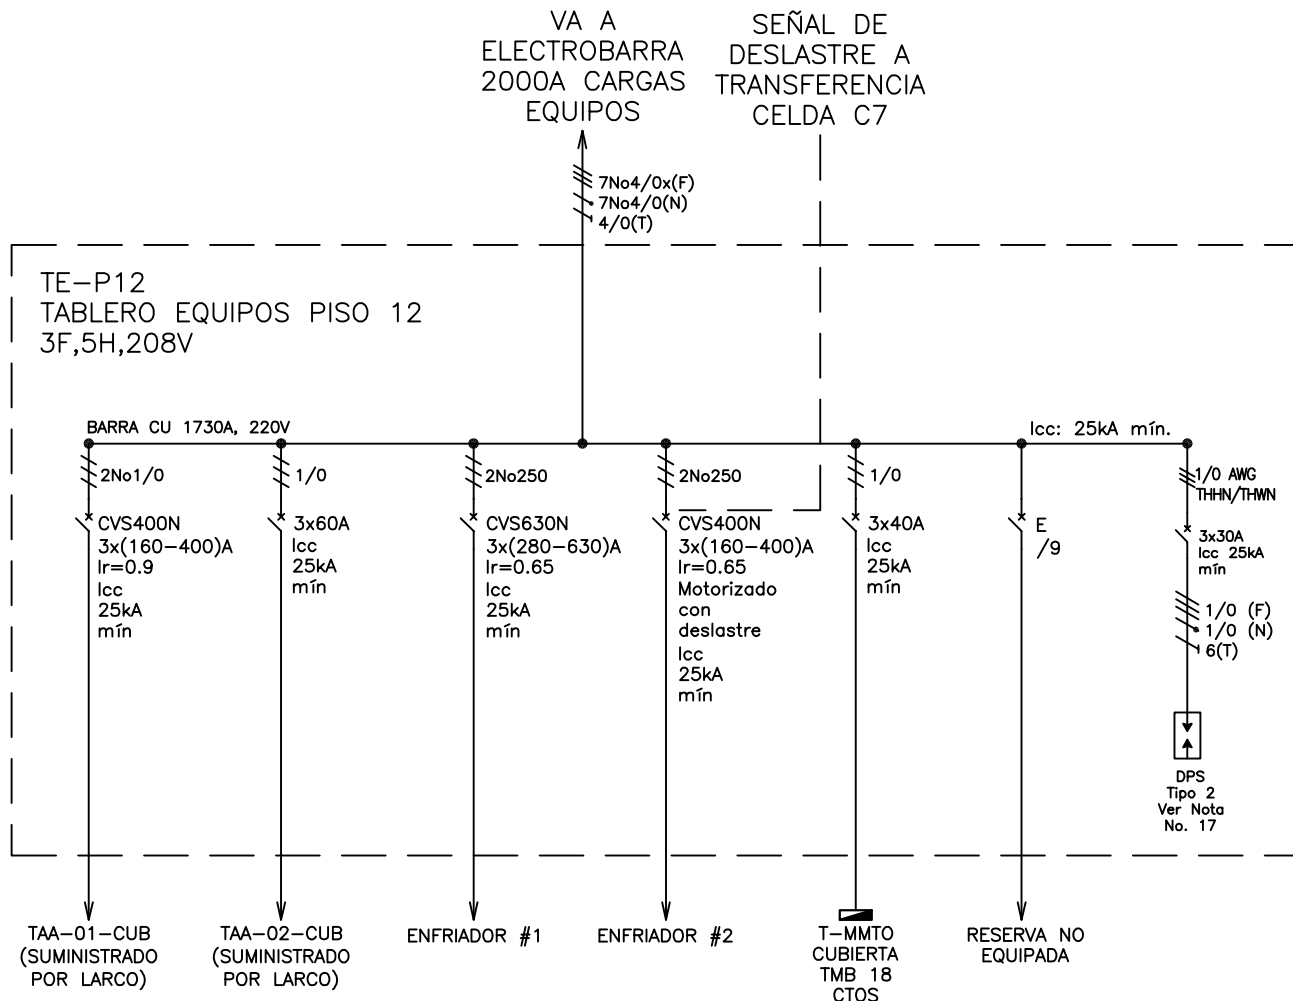 VA A
ELECTROBARRA
2000A CARGAS
EQUIPOS
SEÑAL DE
DESLASTRE A
TRANSFERENCIA
CELDA C7
7No4/0x(F)
7No4/0(N)
4/0(T)
TE-P12
TABLERO EQUIPOS PISO 12
3F,5H,208V
BARRA CU 1730A, 220V
Icc: 25kA mín.
2No1/0
CVS400N
3x(160-400)A
Ir=0.9
Icc
25kA
mín
1/0
3x60A
Icc
25kA
mín
2No250
CVS630N
3x(280-630)A
Ir=0.65
Icc
25kA
mín
2No250
CVS400N
3x(160-400)A
Ir=0.65
Motorizado
con
deslastre
Icc
25kA
mín
1/0
3x40A
Icc
25kA
mín
E
/9
1/0 AWG
THHN/THWN
3x30A
Icc 25kA
mín
1/0 (F)
1/0 (N)
6(T)
DPS
Tipo 2
Ver Nota
No. 17
TAA-01-CUB
(SUMINISTRADO
POR LARCO)
TAA-02-CUB
(SUMINISTRADO
POR LARCO)
ENFRIADOR #1
ENFRIADOR #2
T-MMTO
CUBIERTA
TMB 18
CTOS
RESERVA NO
EQUIPADA